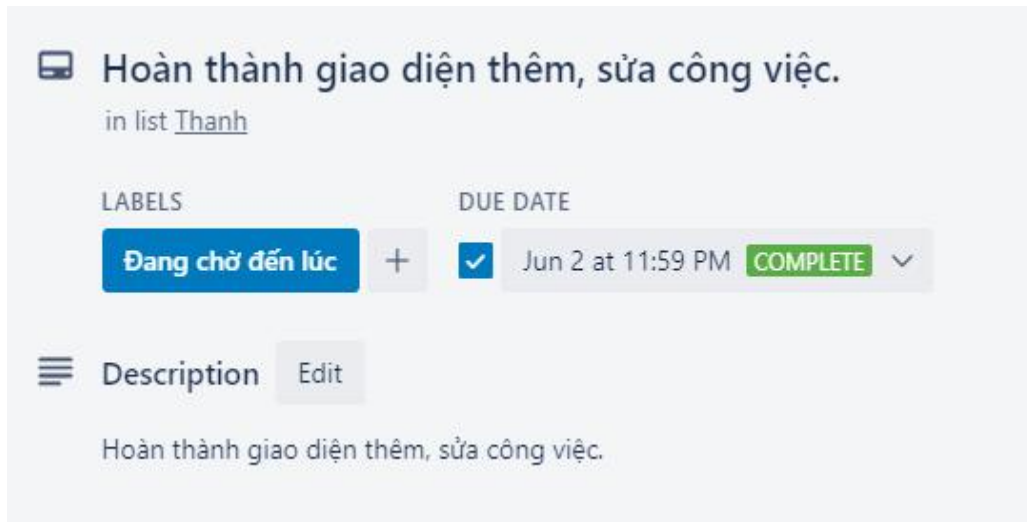 Hoàn thành giao diện thêm, sửa công việc.
in list Thanh
LABELS
DUE DATE
Đang chờ đến lúc
+
Jun 2 at 11:59 PM COMPLETE
Description Edit
Hoàn thành giao diện thêm, sửa công việc.